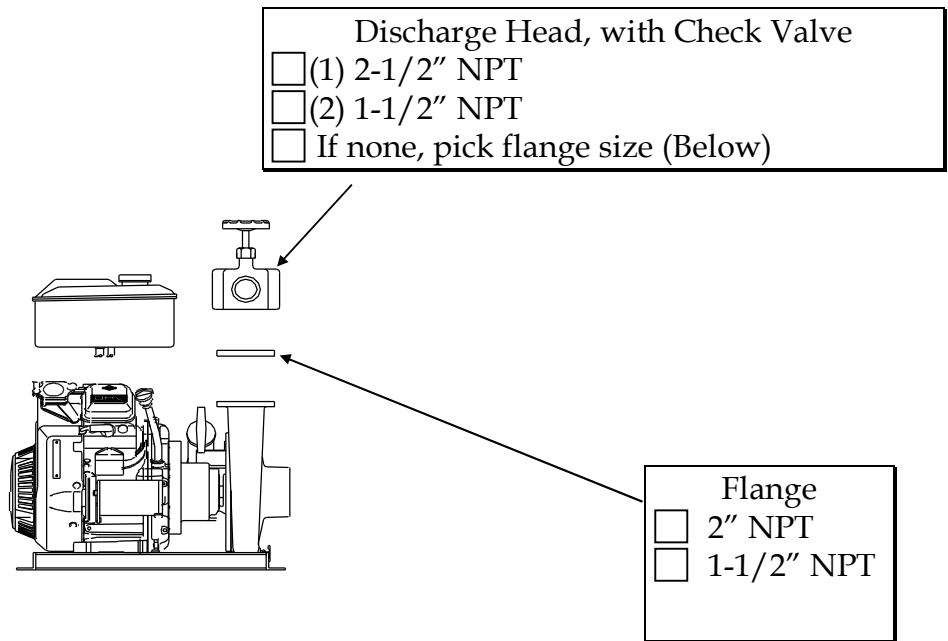 Discharge Head, with Check Valve
(1) 2-1/2” NPT
(2) 1-1/2” NPT
If none, pick flange size (Below)
Flange
2” NPT
1-1/2” NPT